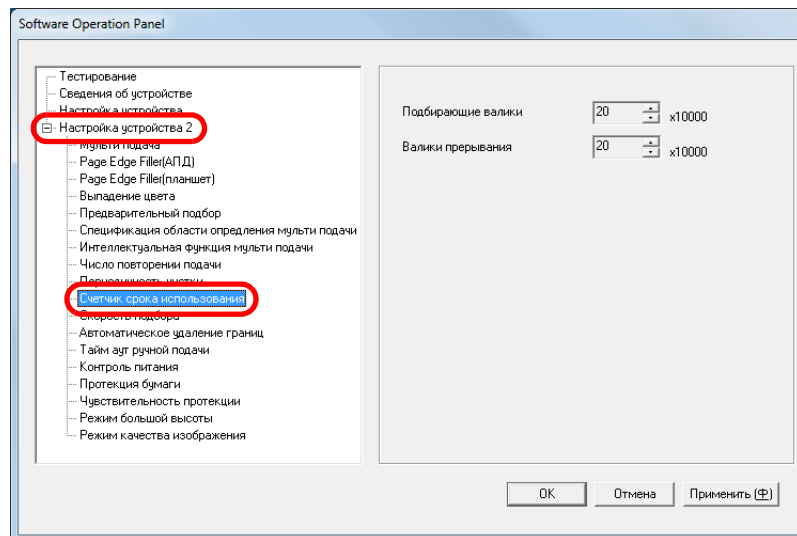 Software Operation Panel
Тестирование
Сведения об устройстве
Настройка устройства
Настройка устройства 2
Мульти подача
Page Edge Filler(АПД)
Page Edge Filler(планшет)
Выпадение цвета
Предварительный подбор
Спецификация области опредления мульти подачи
Интеллектуальная функция мульти подачи
Число повторении подачи
Периодичность чистки
Счетчик срока использования
Скорость подбора
Автоматическое удаление границ
Тайм аут ручной подачи
Контроль питания
Протекция бумаги
Чувствительность протекции
Режим большой высоты
Режим качества изображения
Подбирающие валики 20 x10000
Валики прерывания 20 x10000
OK Отмена Применить (Ф)